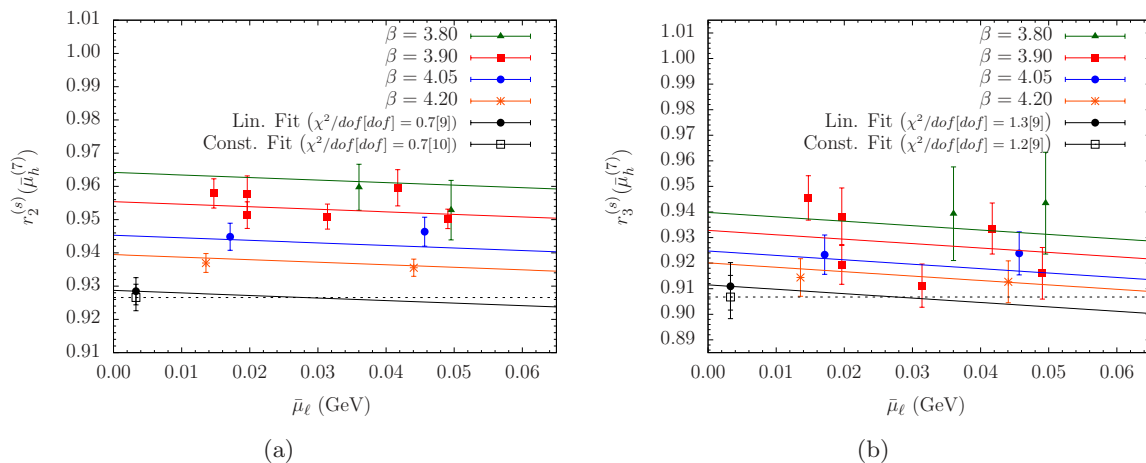 1.01
1.00
0.99
0.98
0.97
0.96
0.95
0.94
0.93
0.92
0.91
0.00 0.01 0.02 0.03 0.04 0.05 0.06
r_2^{(s)}(μ̄_h^{(7)})
μ̄_ℓ (GeV)
β = 3.80
β = 3.90
β = 4.05
β = 4.20
Lin. Fit (χ²/dof[dof] = 0.7[9])
Const. Fit (χ²/dof[dof] = 0.7[10])
(a)
1.01
1.00
0.99
0.98
0.97
0.96
0.95
0.94
0.93
0.92
0.91
0.90
0.89
0.00 0.01 0.02 0.03 0.04 0.05 0.06
r_3^{(s)}(μ̄_h^{(7)})
μ̄_ℓ (GeV)
β = 3.80
β = 3.90
β = 4.05
β = 4.20
Lin. Fit (χ²/dof[dof] = 1.3[9])
Const. Fit (χ²/dof[dof] = 1.2[9])
(b)